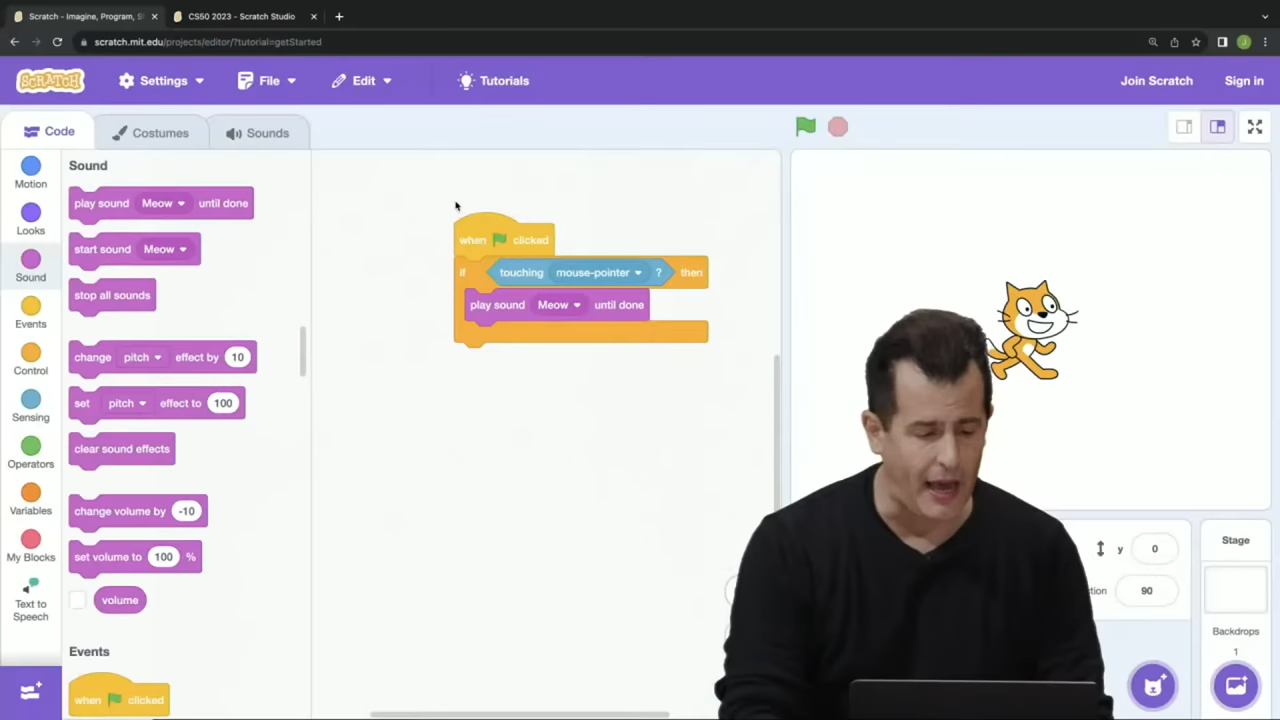 Scratch - Imagine, Program, S
CS50 2023 - Scratch Studio
scratch.mit.edu/projects/editor/?tutorial=getStarted
J
SCRATCH
Settings
File
Edit
Tutorials
Join Scratch
Sign in
Code
Costumes
Sounds
Motion
Looks
Sound
Events
Control
Sensing
Operators
Variables
My Blocks
Text to
Speech
Sound
play sound Meow until done
start sound Meow
stop all sounds
change pitch effect by 10
set pitch effect to 100
clear sound effects
change volume by -10
set volume to 100 %
volume
Events
when clicked
when clicked
if touching mouse-pointer ? then
play sound Meow until done
y 0
tion 90
Stage
Backdrops
1